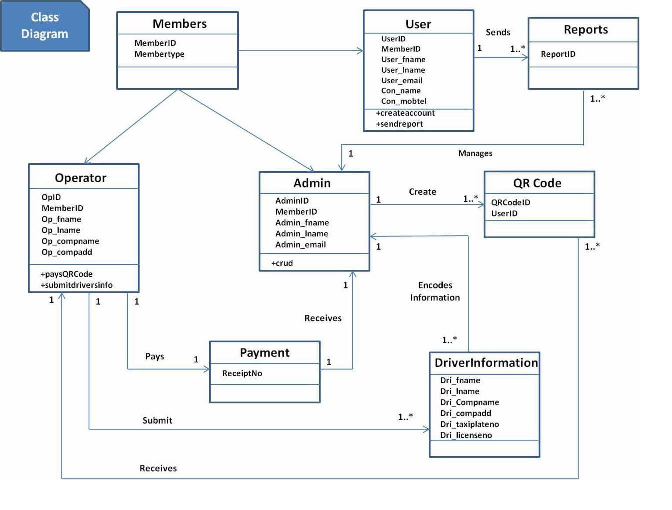 Class
Diagram
Members
MemberID
Membertype
User
UserID
MemberID
User_fname
User_lname
User_email
Con_name
Con_mobtel
+createaccount
+sendreport
Sends
1
1..*
Reports
ReportID
1..*
Manages
1
Operator
OpID
MemberID
Op_fname
Op_lname
Op_compname
Op_compadd
+paysQRCode
+submitdriversinfo
1
1
1
Admin
AdminID
MemberID
Admin_fname
Admin_lname
Admin_email
+crud
1
Create
1..*
QR Code
QRCodeID
UserID
1..*
1
Encodes
Information
1..*
1
Receives
Pays
1
Payment
ReceiptNo
1
DriverInformation
Dri_fname
Dri_lname
Dri_Compname
Dri_compadd
Dri_taxiplateno
Dri_licenseno
Submit
1..*
Receives